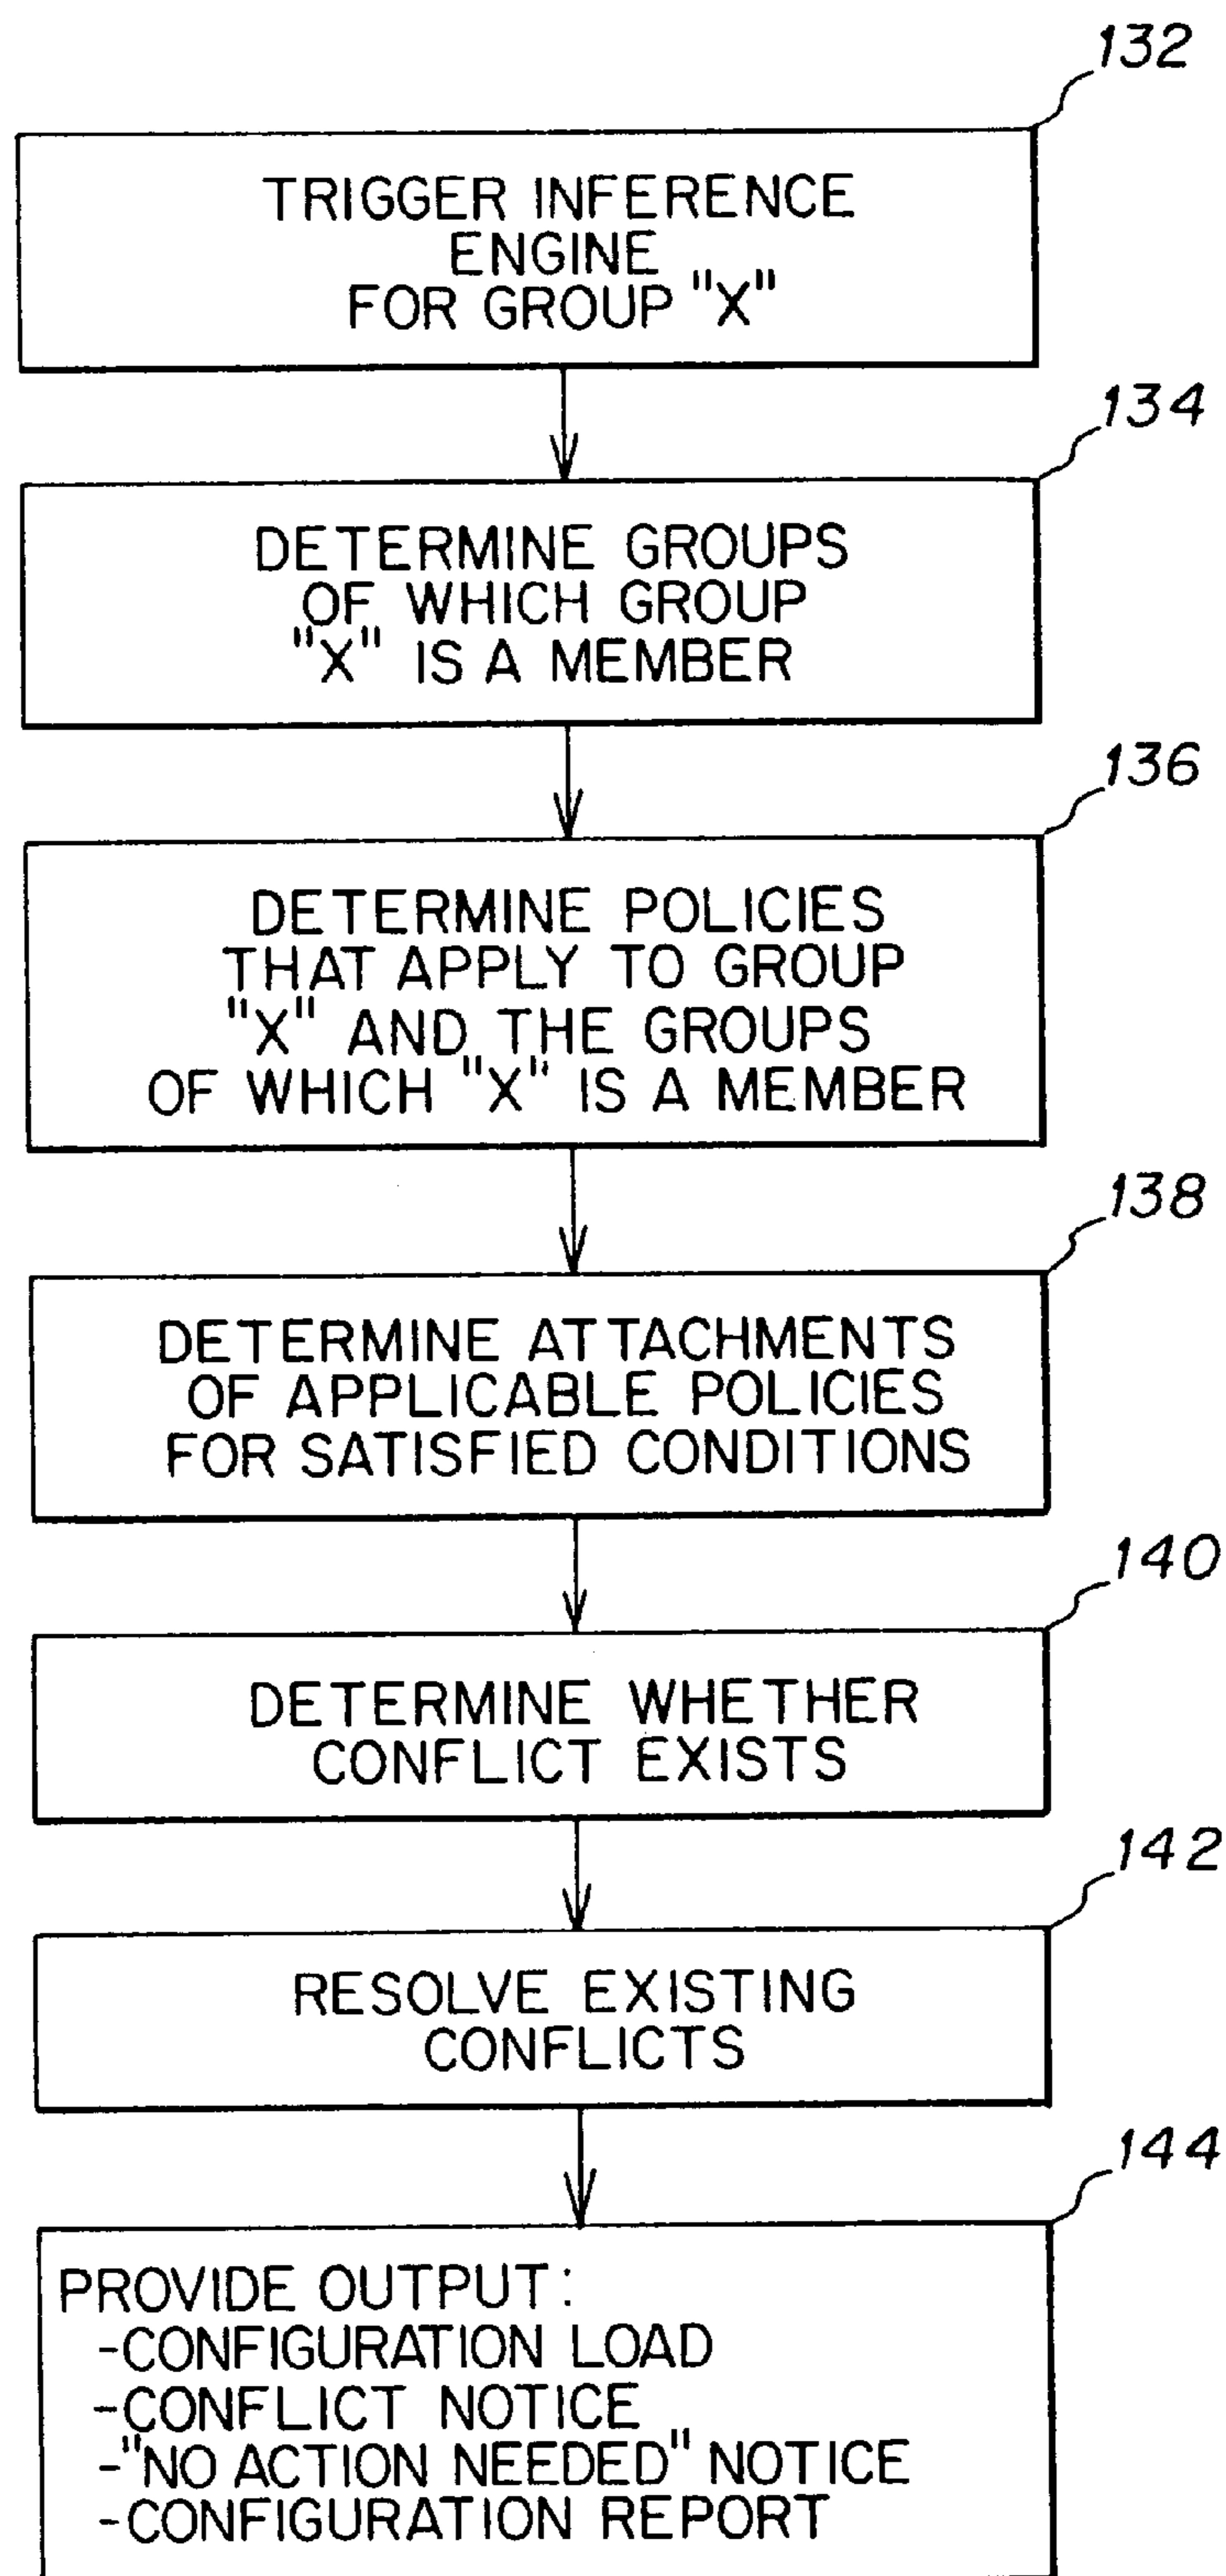 132
TRIGGER INFERENCE
ENGINE
FOR GROUP "X"
134
DETERMINE GROUPS
OF WHICH GROUP
"X" IS A MEMBER
136
DETERMINE POLICIES
THAT APPLY TO GROUP
"X" AND THE GROUPS
OF WHICH "X" IS A MEMBER
138
DETERMINE ATTACHMENTS
OF APPLICABLE POLICIES
FOR SATISFIED CONDITIONS
140
DETERMINE WHETHER
CONFLICT EXISTS
142
RESOLVE EXISTING
CONFLICTS
144
PROVIDE OUTPUT:
-CONFIGURATION LOAD
-CONFLICT NOTICE
-"NO ACTION NEEDED" NOTICE
-CONFIGURATION REPORT